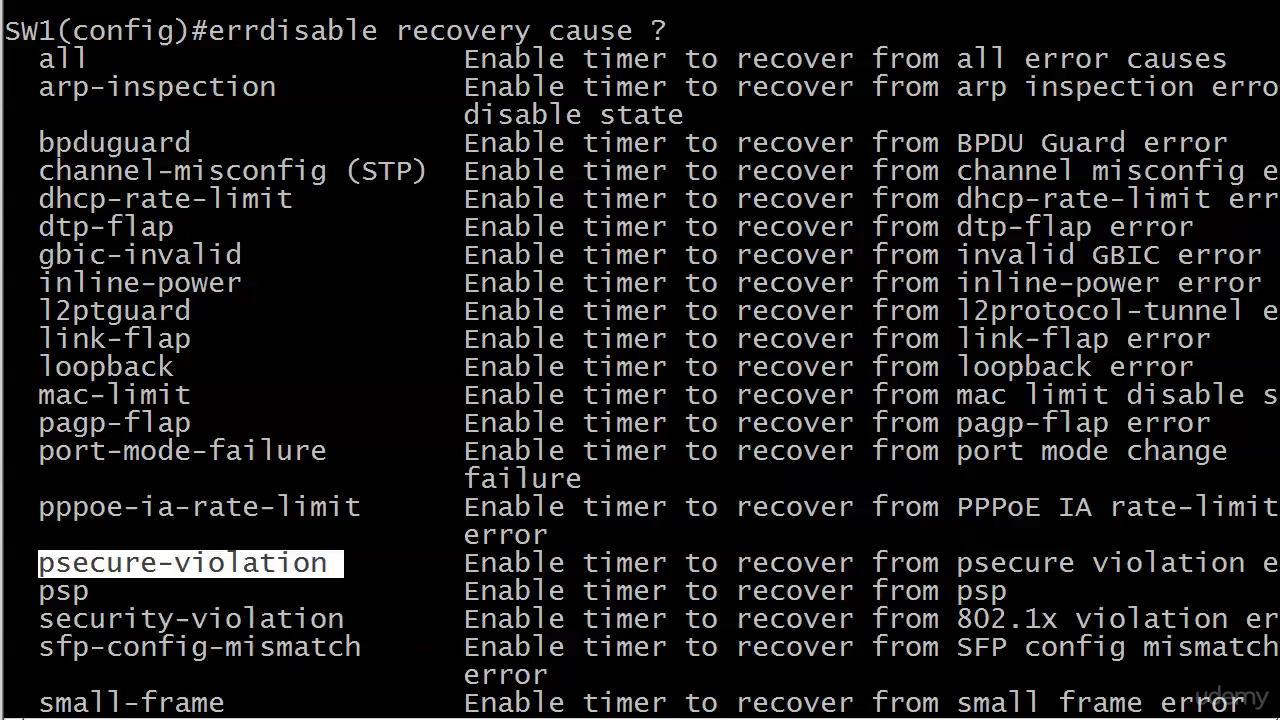 SW1(config)#errdisable recovery cause ?
all Enable timer to recover from all error causes
arp-inspection Enable timer to recover from arp inspection erro
disable state
bpduguard Enable timer to recover from BPDU Guard error
channel-misconfig (STP) Enable timer to recover from channel misconfig e
dhcp-rate-limit Enable timer to recover from dhcp-rate-limit err
dtp-flap Enable timer to recover from dtp-flap error
gbic-invalid Enable timer to recover from invalid GBIC error
inline-power Enable timer to recover from inline-power error
l2ptguard Enable timer to recover from l2protocol-tunnel e
link-flap Enable timer to recover from link-flap error
loopback Enable timer to recover from loopback error
mac-limit Enable timer to recover from mac limit disable s
pagp-flap Enable timer to recover from pagp-flap error
port-mode-failure Enable timer to recover from port mode change
failure
pppoe-ia-rate-limit Enable timer to recover from PPPoE IA rate-limit
error
psecure-violation Enable timer to recover from psecure violation e
psp Enable timer to recover from psp
security-violation Enable timer to recover from 802.1x violation er
sfp-config-mismatch Enable timer to recover from SFP config mismatch
error
small-frame Enable timer to recover from small frame error
udemy